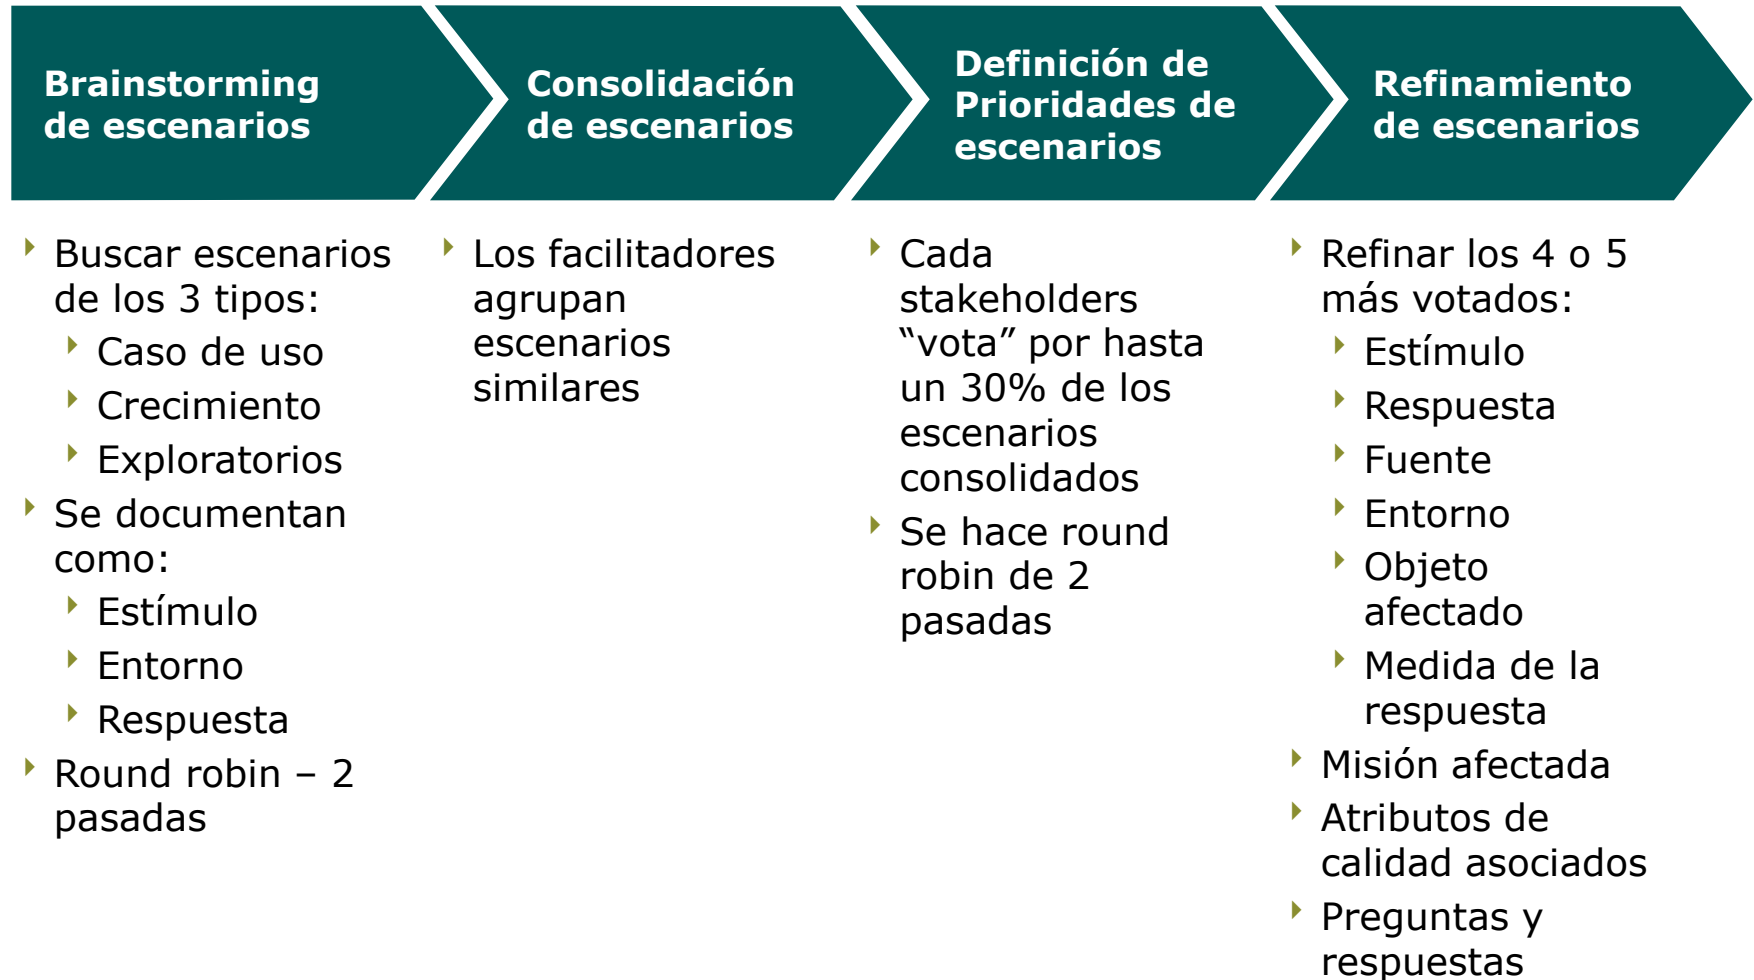 Brainstorming
de escenarios
Consolidación
de escenarios
Definición de
Prioridades de
escenarios
Refinamiento
de escenarios
Buscar escenarios
de los 3 tipos:
Caso de uso
Crecimiento
Exploratorios
Se documentan
como:
Estímulo
Entorno
Respuesta
Round robin – 2
pasadas
Los facilitadores
agrupan
escenarios
similares
Cada
stakeholders
“vota” por hasta
un 30% de los
escenarios
consolidados
Se hace round
robin de 2
pasadas
Refinar los 4 o 5
más votados:
Estímulo
Respuesta
Fuente
Entorno
Objeto
afectado
Medida de la
respuesta
Misión afectada
Atributos de
calidad asociados
Preguntas y
respuestas